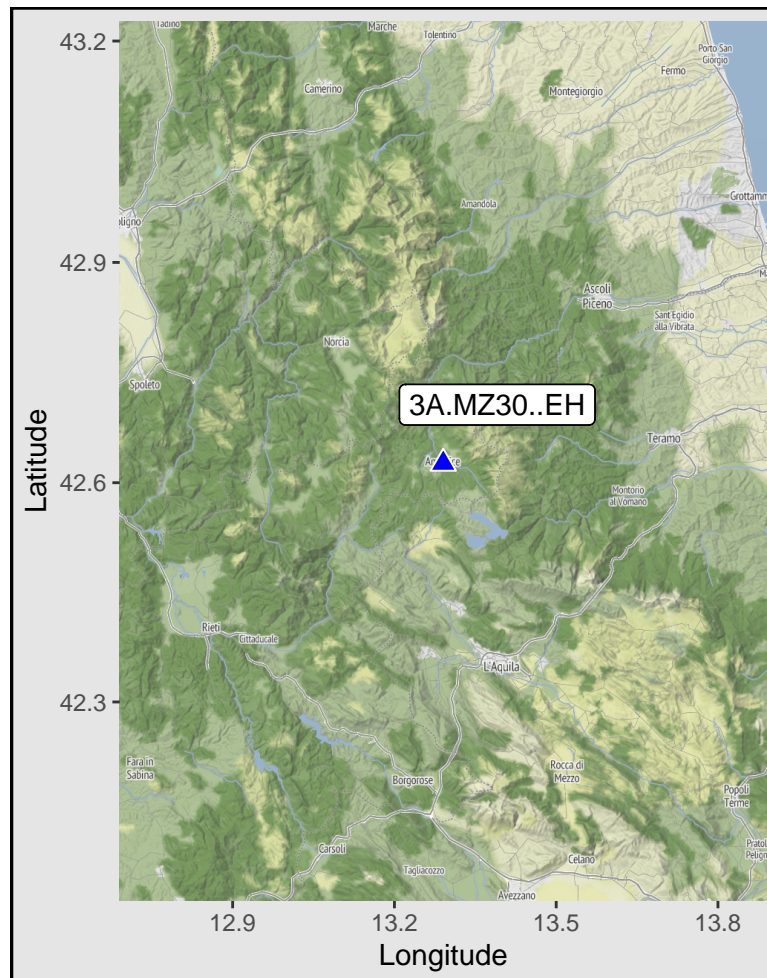 43.2
42.9
42.6
42.3
12.9
13.2
13.5
13.8
Latitude
Longitude
3A.MZ30..EH
Marche
Tolentino
Porto San
Giorgio
Camerino
Fermo
Montegiorgio
Amandola
Ascoli
Piceno
Sant'Egidio
alla Vibrata
Norcia
Spoleto
Teramo
Montorio
al Vomano
Rieti
Cittaducale
L'Aquila
Fara in
Sabina
Borgorose
Rocca di
Mezzo
Popoli
Terme
Carsoli
Tagliacozzo
Celano
Avezzano